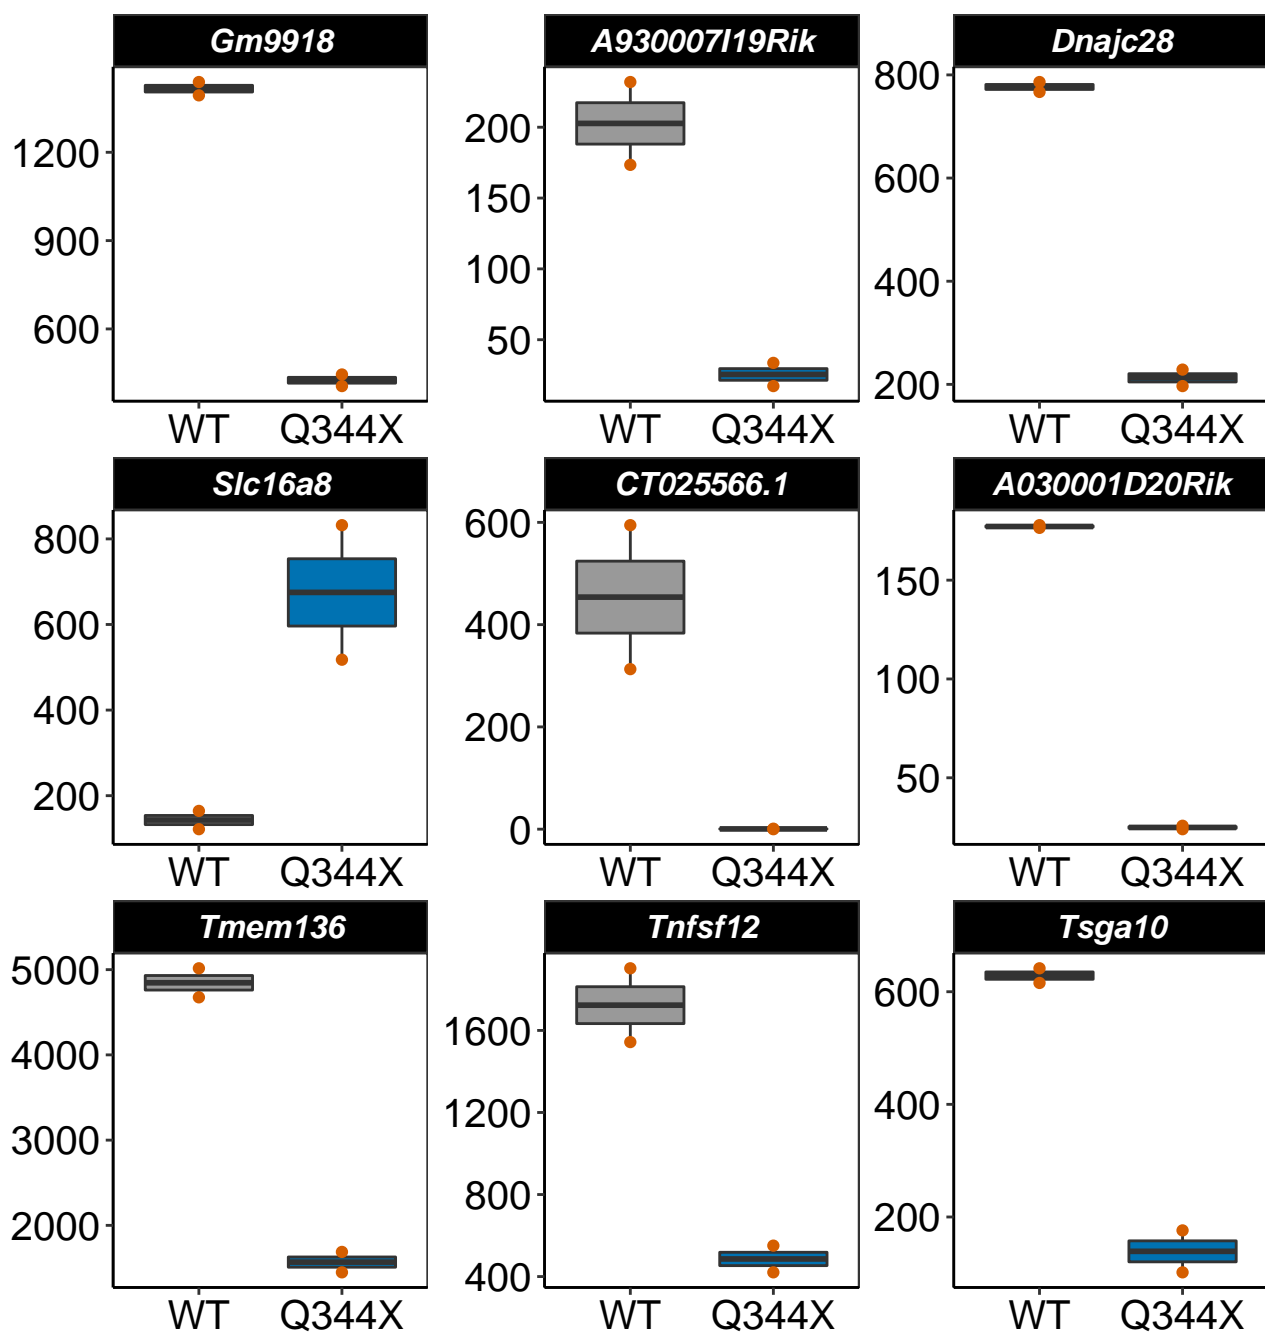 Gm9918
A930007I19Rik
Dnajc28
1200
900
600
200
150
100
50
800
600
400
200
WT Q344X
WT Q344X
WT Q344X
Slc16a8
CT025566.1
A030001D20Rik
800
600
400
200
600
400
200
0
150
100
50
WT Q344X
WT Q344X
WT Q344X
Tmem136
Tnfsf12
Tsga10
5000
4000
3000
2000
1600
1200
800
400
600
400
200
WT Q344X
WT Q344X
WT Q344X